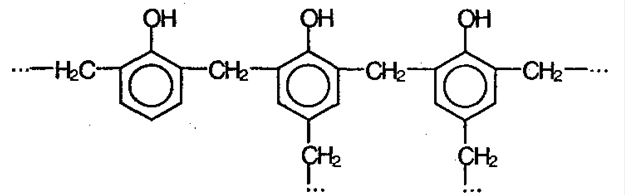 OH OH OH
...—H₂C CH₂ CH₂ CH₂—...
CH₂ CH₂
... ...